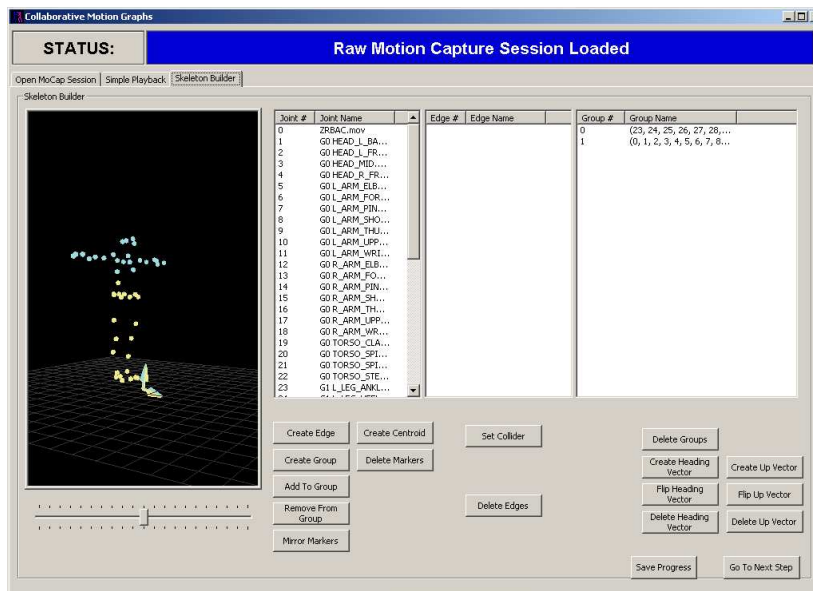 Collaborative Motion Graphs
STATUS:
Raw Motion Capture Session Loaded
Open MoCap Session
Simple Playback
Skeleton Builder
Skeleton Builder
Joint # Joint Name
0 ZRBAC.mov
1 G0 HEAD_L_BA...
2 G0 HEAD_L_FR...
3 G0 HEAD_MID....
4 G0 HEAD_R_FR...
5 G0 L_ARM_ELB...
6 G0 L_ARM_FOR...
7 G0 L_ARM_PIN...
8 G0 L_ARM_SHO...
9 G0 L_ARM_THU...
10 G0 L_ARM_UPP...
11 G0 L_ARM_WRI...
12 G0 R_ARM_ELB...
13 G0 R_ARM_FO...
14 G0 R_ARM_PIN...
15 G0 R_ARM_SH...
16 G0 R_ARM_TH...
17 G0 R_ARM_UPP...
18 G0 R_ARM_WR...
19 G0 TORSO_CLA...
20 G0 TORSO_SPI...
21 G0 TORSO_SPI...
22 G0 TORSO_STE...
23 G1 L_LEG_ANKL...
Edge # Edge Name
Group # Group Name
0 (23, 24, 25, 26, 27, 28,...
1 (0, 1, 2, 3, 4, 5, 6, 7, 8...
Create Edge
Create Centroid
Create Group
Delete Markers
Add To Group
Remove From
Group
Mirror Markers
Set Collider
Delete Edges
Delete Groups
Create Heading
Vector
Create Up Vector
Flip Heading
Vector
Flip Up Vector
Delete Heading
Vector
Delete Up Vector
Save Progress
Go To Next Step